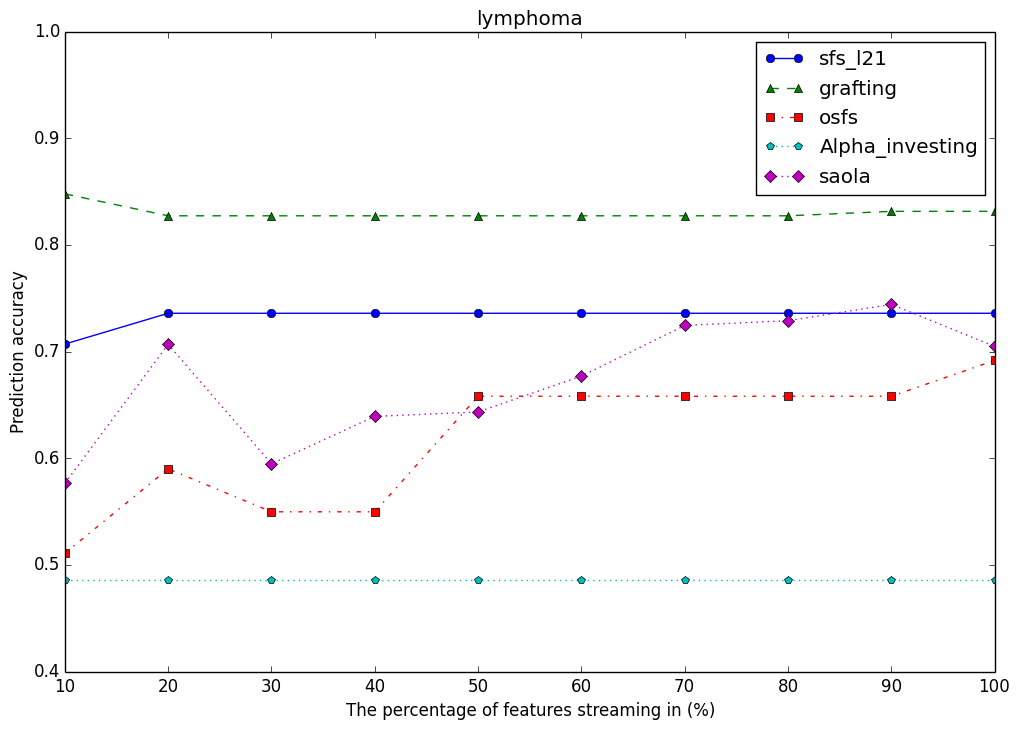 lymphoma
1.0
0.9
0.8
0.7
0.6
0.5
0.4
Prediction accuracy
sfs_l21
grafting
osfs
Alpha_investing
saola
10 20 30 40 50 60 70 80 90 100
The percentage of features streaming in (%)